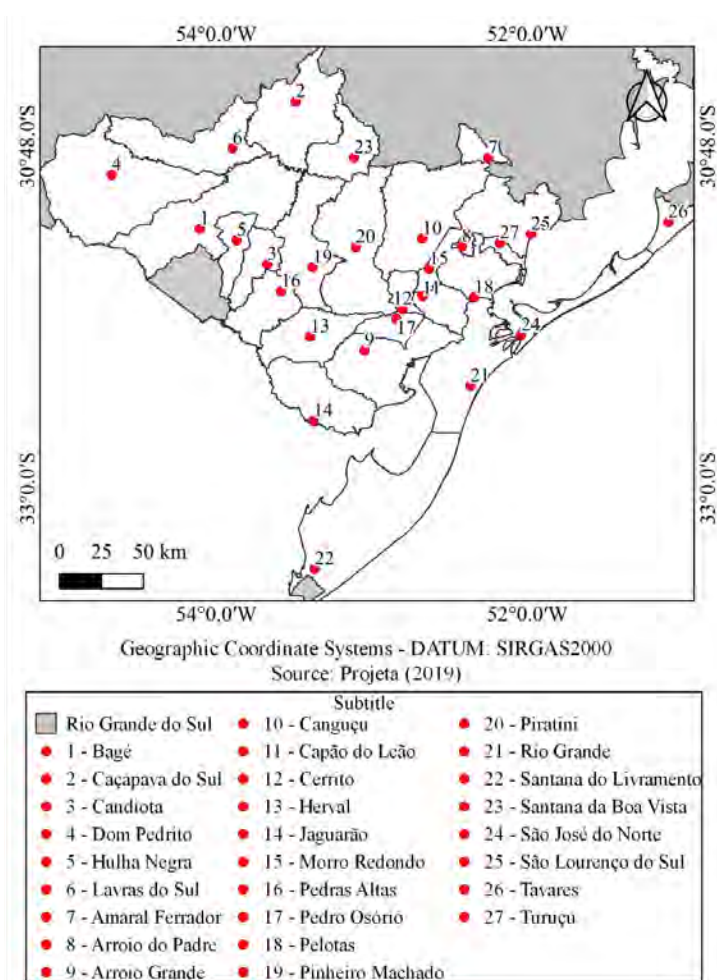 54°0.0'W
52°0.0'W
30°48.0'S
30°48.0'S
2
6
23
7
4
1
5
10
8
27
25
26
20
3
19
15
16
11
18
12
17
13
24
9
21
14
33°0.0'S
33°0.0'S
0 25 50 km
22
54°0.0'W
52°0.0'W
Geographic Coordinate Systems - DATUM: SIRGAS2000
Source: Projeta (2019)
Subtitle
Rio Grande do Sul
1 - Bagé
2 - Caçapava do Sul
3 - Candiota
4 - Dom Pedrito
5 - Hulha Negra
6 - Lavras do Sul
7 - Amaral Ferrador
8 - Arroio do Padre
9 - Arroio Grande
10 - Canguçu
11 - Capão do Leão
12 - Cerrito
13 - Herval
14 - Jaguarão
15 - Morro Redondo
16 - Pedras Altas
17 - Pedro Osório
18 - Pelotas
19 - Pinheiro Machado
20 - Piratini
21 - Rio Grande
22 - Santana do Livramento
23 - Santana da Boa Vista
24 - São José do Norte
25 - São Lourenço do Sul
26 - Tavares
27 - Turuçu